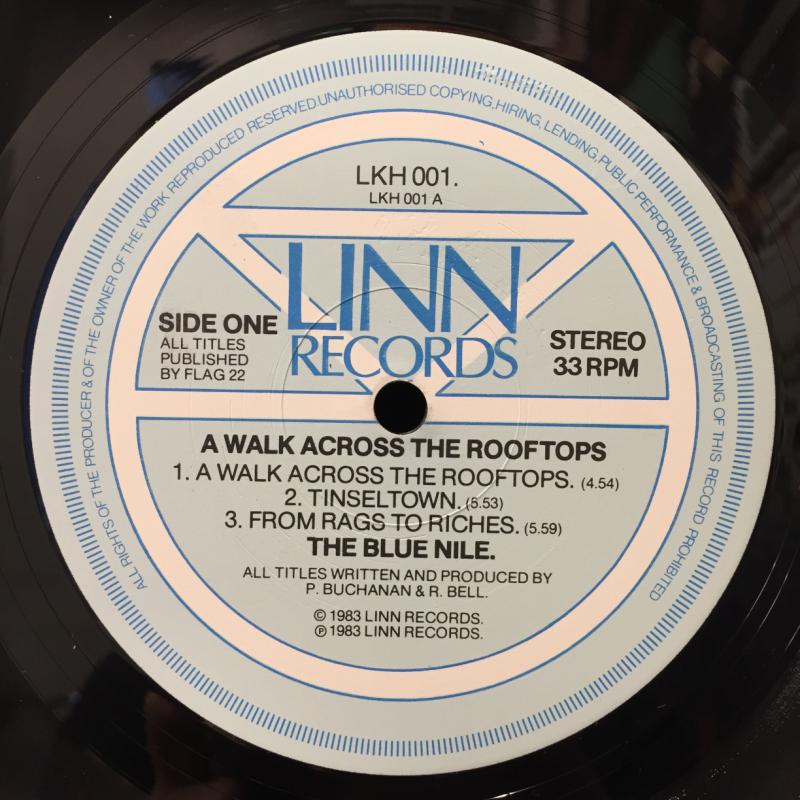 ALL RIGHTS OF THE PRODUCER & OF THE OWNER OF THE WORK REPRODUCED RESERVED.UNAUTHORISED COPYING,HIRING, LENDING,PUBLIC PERFORMANCE & BROADCASTING OF THIS RECORD PROHIBITED
LKH 001.
LKH 001 A
LINN
RECORDS
SIDE ONE
ALL TITLES
PUBLISHED
BY FLAG 22
STEREO
33 RPM
A WALK ACROSS THE ROOFTOPS
1. A WALK ACROSS THE ROOFTOPS. (4.54)
2. TINSELTOWN. (5.53)
3. FROM RAGS TO RICHES. (5.59)
THE BLUE NILE.
ALL TITLES WRITTEN AND PRODUCED BY
P. BUCHANAN & R. BELL.
© 1983 LINN RECORDS.
℗ 1983 LINN RECORDS.